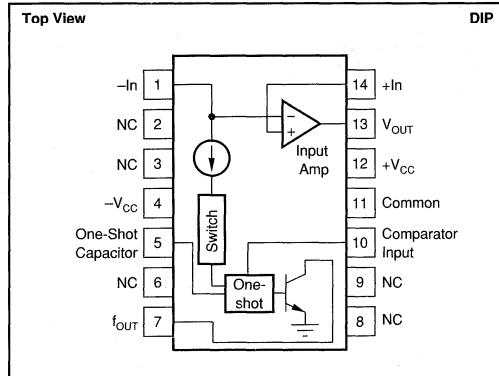 Top View
DIP
–In 1
14 +In
NC 2
13 V_OUT
NC 3
12 +V_CC
–V_CC 4
11 Common
One-Shot
Capacitor
5
10 Comparator
Input
NC 6
9 NC
f_OUT 7
8 NC
–
+
Input
Amp
Switch
One-
shot